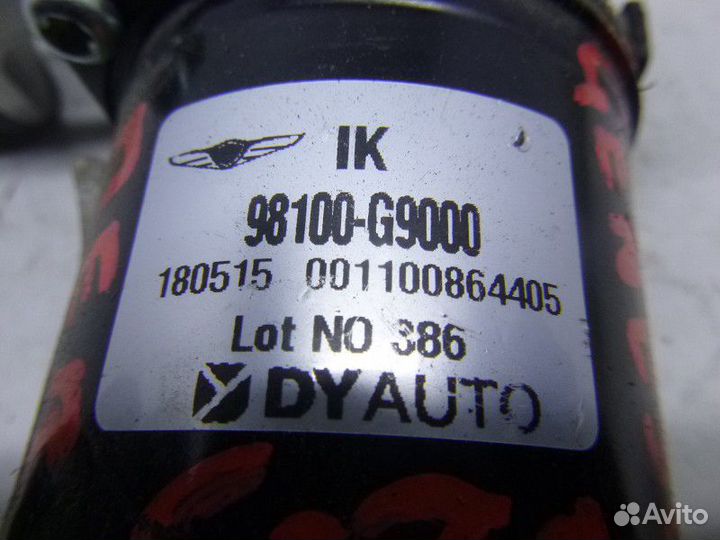 IK
98100-G9000
180515 001100864405
Lot NO 386
DYAUTO
Avito